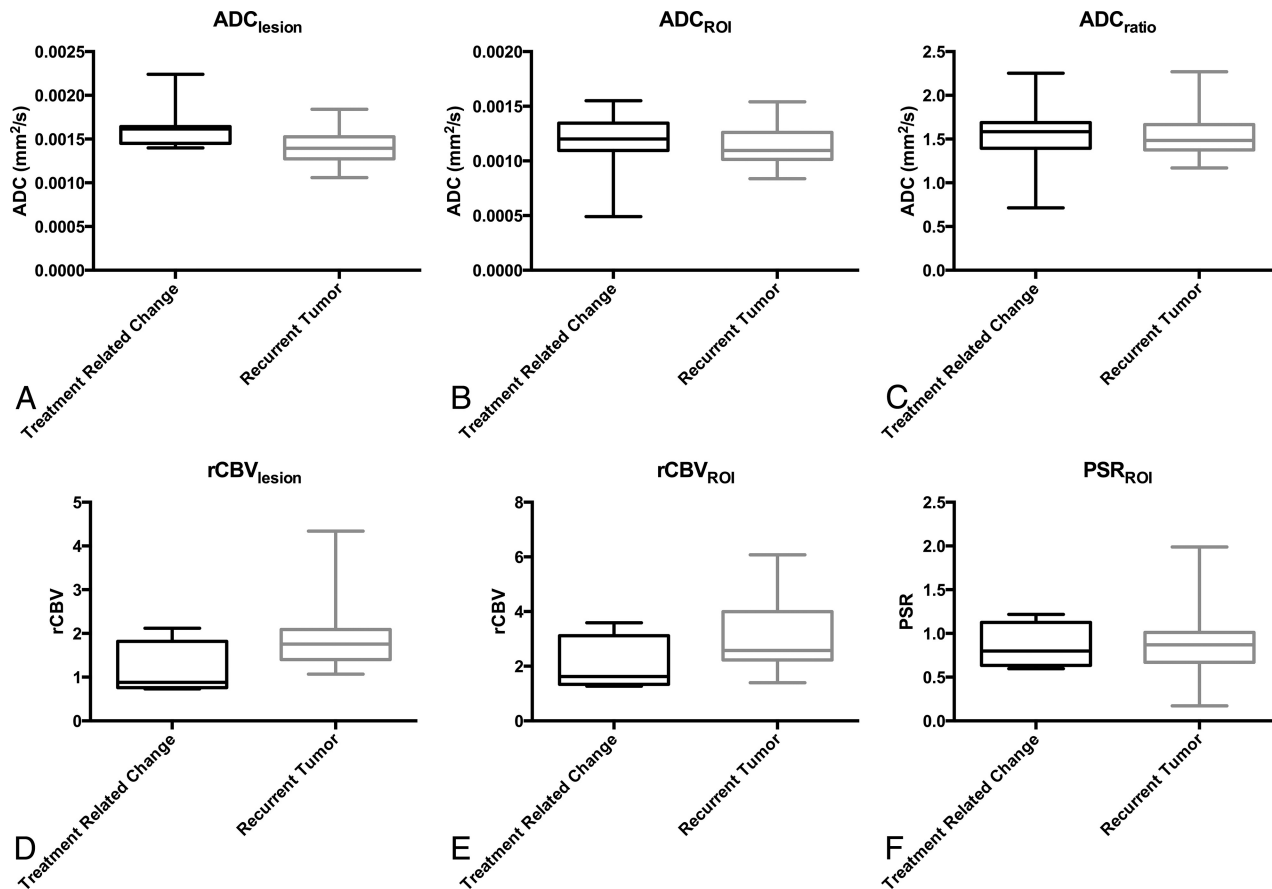 ADClesion
ADC (mm2/s)
0.0025
0.0020
0.0015
0.0010
0.0005
0.0000
Treatment Related Change
Recurrent Tumor
A
ADCROI
ADC (mm2/s)
0.0020
0.0015
0.0010
0.0005
0.0000
Treatment Related Change
Recurrent Tumor
B
ADCratio
ADC (mm2/s)
2.5
2.0
1.5
1.0
0.5
0.0
Treatment Related Change
Recurrent Tumor
C
rCBVlesion
rCBV
5
4
3
2
1
0
Treatment Related Change
Recurrent Tumor
D
rCBVROI
rCBV
8
6
4
2
0
Treatment Related Change
Recurrent Tumor
E
PSRROI
PSR
2.5
2.0
1.5
1.0
0.5
0.0
Treatment Related Change
Recurrent Tumor
F